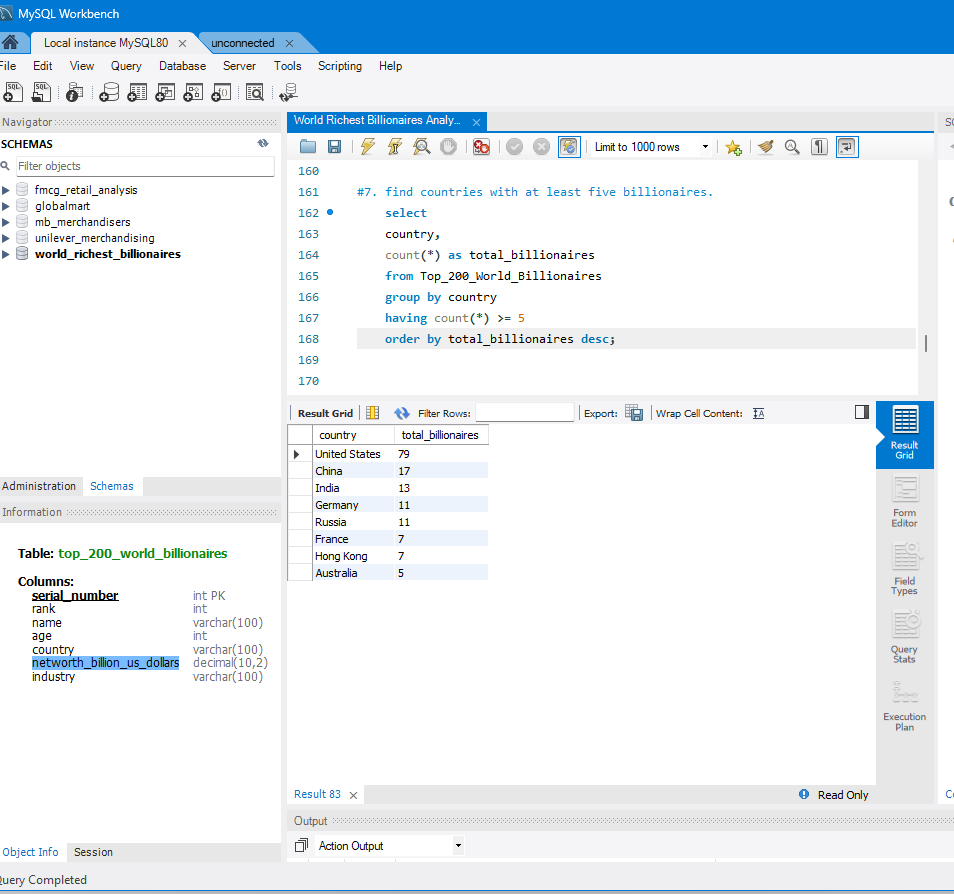 MySQL Workbench
Local instance MySQL80
unconnected
File Edit View Query Database Server Tools Scripting Help
Navigator
SCHEMAS
Filter objects
fmcg_retail_analysis
globalmart
mb_merchandisers
unilever_merchandising
world_richest_billionaires
Administration Schemas
Information
Table: top_200_world_billionaires
Columns:
serial_number int PK
rank int
name varchar(100)
age int
country varchar(100)
networth_billion_us_dollars decimal(10,2)
industry varchar(100)
Object Info Session
Query Completed
World Richest Billionaires Analy...
Limit to 1000 rows
160
161 #7. find countries with at least five billionaires.
162 select
163 country,
164 count(*) as total_billionaires
165 from Top_200_World_Billionaires
166 group by country
167 having count(*) >= 5
168 order by total_billionaires desc;
169
170
Result Grid Filter Rows: Export: Wrap Cell Content:
country total_billionaires
United States 79
China 17
India 13
Germany 11
Russia 11
France 7
Hong Kong 7
Australia 5
Result
Grid
Form
Editor
Field
Types
Query
Stats
Execution
Plan
Result 83
Read Only
Output
Action Output